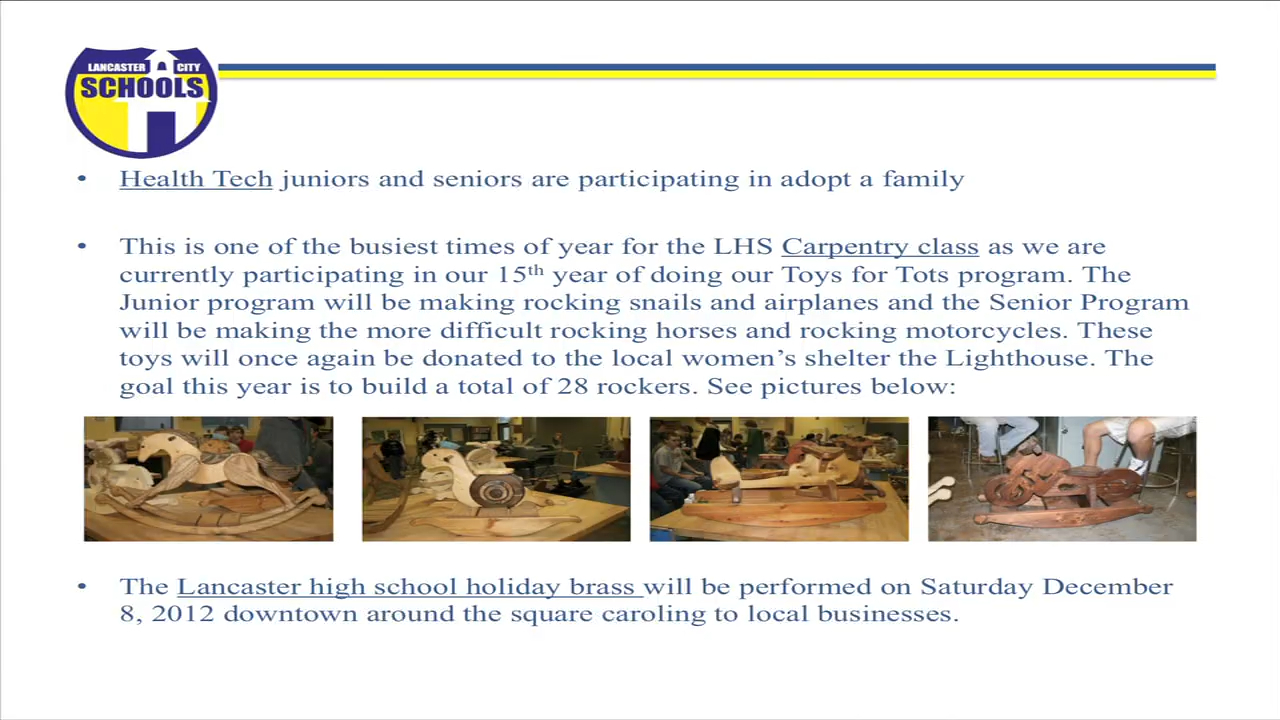 LANCASTER CITY
SCHOOLS
• Health Tech juniors and seniors are participating in adopt a family
• This is one of the busiest times of year for the LHS Carpentry class as we are
currently participating in our 15th year of doing our Toys for Tots program. The
Junior program will be making rocking snails and airplanes and the Senior Program
will be making the more difficult rocking horses and rocking motorcycles. These
toys will once again be donated to the local women's shelter the Lighthouse. The
goal this year is to build a total of 28 rockers. See pictures below:
• The Lancaster high school holiday brass will be performed on Saturday December
8, 2012 downtown around the square caroling to local businesses.